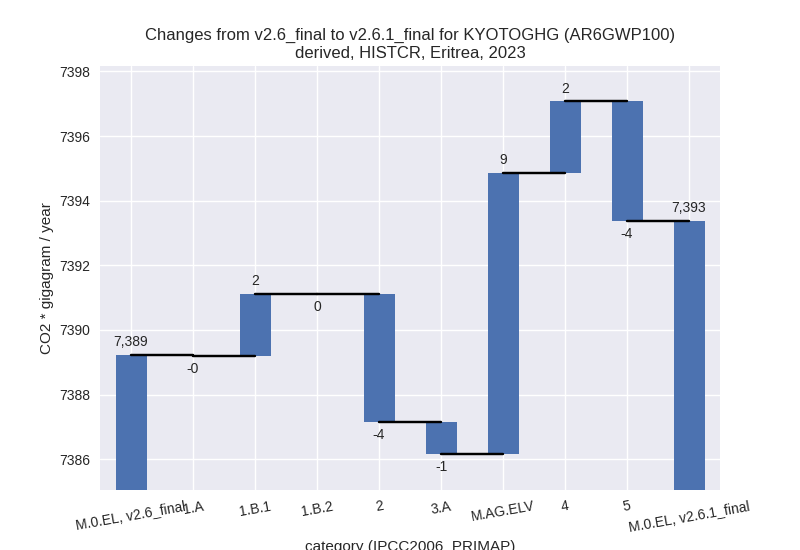 Changes from v2.6_final to v2.6.1_final for KYOTOGHG (AR6GWP100)
derived, HISTCR, Eritrea, 2023
CO2 * gigagram / year
7398
7396
7394
7392
7390
7388
7386
7,389
-0
2
0
-4
-1
9
2
-4
7,393
M.0.EL, v2.6_final
1.A
1.B.1
1.B.2
2
3.A
M.AG.ELV
4
5
M.0.EL, v2.6.1_final
category (IPCC2006_PRIMAP)